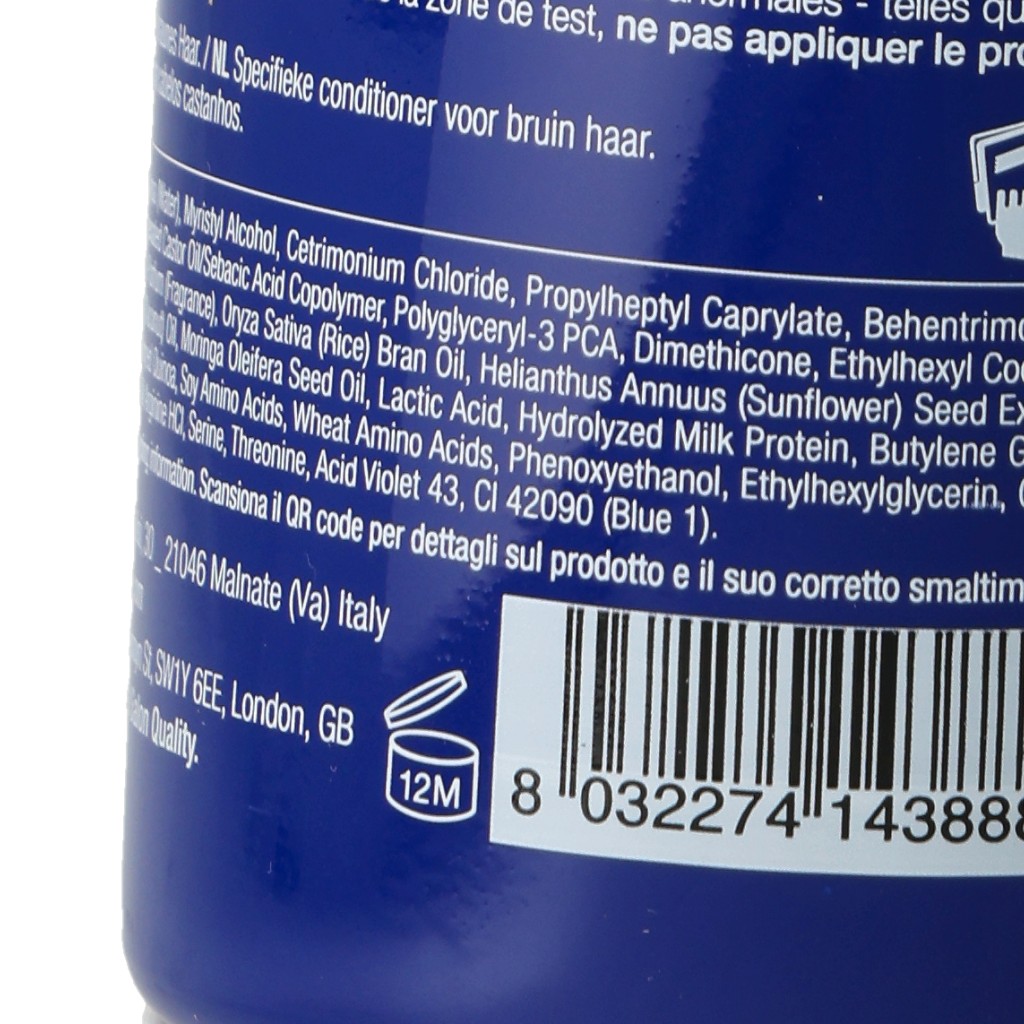 la zone de test, ne pas appliquer le
Haar. / NL Specifieke conditioner voor bruin haar.
castanhos.
Myristyl Alcohol, Cetrimonium Chloride, Propylheptyl Caprylate,
Castor Oil/Sebacic Acid Copolymer, Polyglyceryl-3 PCA, Dimethicone, Ethylhexyl
(Fragrance), Oryza Sativa (Rice) Bran Oil, Helianthus Annuus (Sunflower) Seed
Oil, Moringa Oleifera Seed Oil, Lactic Acid, Hydrolyzed Milk Protein, Butylene
Quinoa, Soy Amino Acids, Wheat Amino Acids, Phenoxyethanol, Ethylhexylglycerin,
HCl, Serine, Threonine, Acid Violet 43, CI 42090 (Blue 1).
information. Scansiona il QR code per dettagli sul prodotto e il suo corretto
30 _ 21046 Malnate (Va) Italy
St, SW1Y 6EE, London, GB
Quality.
12M
8 032274 14388